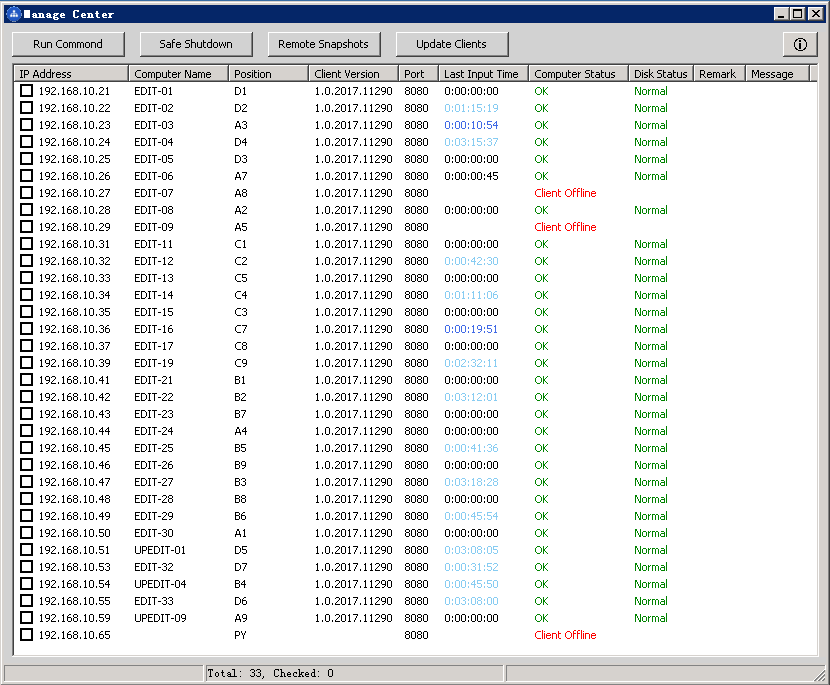 Manage Center
Run Commond Safe Shutdown Remote Snapshots Update Clients
IP Address Computer Name Position Client Version Port Last Input Time Computer Status Disk Status Remark Message
192.168.10.21 EDIT-01 D1 1.0.2017.11290 8080 0:00:00:00 OK Normal
192.168.10.22 EDIT-02 D2 1.0.2017.11290 8080 0:01:15:19 OK Normal
192.168.10.23 EDIT-03 A3 1.0.2017.11290 8080 0:00:10:54 OK Normal
192.168.10.24 EDIT-04 D4 1.0.2017.11290 8080 0:03:15:37 OK Normal
192.168.10.25 EDIT-05 D3 1.0.2017.11290 8080 0:00:00:00 OK Normal
192.168.10.26 EDIT-06 A7 1.0.2017.11290 8080 0:00:00:45 OK Normal
192.168.10.27 EDIT-07 A8 1.0.2017.11290 8080 Client Offline
192.168.10.28 EDIT-08 A2 1.0.2017.11290 8080 0:00:00:00 OK Normal
192.168.10.29 EDIT-09 A5 1.0.2017.11290 8080 Client Offline
192.168.10.31 EDIT-11 C1 1.0.2017.11290 8080 0:00:00:00 OK Normal
192.168.10.32 EDIT-12 C2 1.0.2017.11290 8080 0:00:42:30 OK Normal
192.168.10.33 EDIT-13 C5 1.0.2017.11290 8080 0:00:00:00 OK Normal
192.168.10.34 EDIT-14 C4 1.0.2017.11290 8080 0:01:11:06 OK Normal
192.168.10.35 EDIT-15 C3 1.0.2017.11290 8080 0:00:00:00 OK Normal
192.168.10.36 EDIT-16 C7 1.0.2017.11290 8080 0:00:19:51 OK Normal
192.168.10.37 EDIT-17 C8 1.0.2017.11290 8080 0:00:00:00 OK Normal
192.168.10.39 EDIT-19 C9 1.0.2017.11290 8080 0:02:32:11 OK Normal
192.168.10.41 EDIT-21 B1 1.0.2017.11290 8080 0:00:00:00 OK Normal
192.168.10.42 EDIT-22 B2 1.0.2017.11290 8080 0:03:12:01 OK Normal
192.168.10.43 EDIT-23 B7 1.0.2017.11290 8080 0:00:00:00 OK Normal
192.168.10.44 EDIT-24 A4 1.0.2017.11290 8080 0:00:00:00 OK Normal
192.168.10.45 EDIT-25 B5 1.0.2017.11290 8080 0:00:41:36 OK Normal
192.168.10.46 EDIT-26 B9 1.0.2017.11290 8080 0:00:00:00 OK Normal
192.168.10.47 EDIT-27 B3 1.0.2017.11290 8080 0:03:18:28 OK Normal
192.168.10.48 EDIT-28 B8 1.0.2017.11290 8080 0:00:00:00 OK Normal
192.168.10.49 EDIT-29 B6 1.0.2017.11290 8080 0:00:45:54 OK Normal
192.168.10.50 EDIT-30 A1 1.0.2017.11290 8080 0:00:00:00 OK Normal
192.168.10.51 UPEDIT-01 D5 1.0.2017.11290 8080 0:03:08:05 OK Normal
192.168.10.53 EDIT-32 D7 1.0.2017.11290 8080 0:00:31:52 OK Normal
192.168.10.54 UPEDIT-04 B4 1.0.2017.11290 8080 0:00:45:50 OK Normal
192.168.10.55 EDIT-33 D6 1.0.2017.11290 8080 0:03:08:00 OK Normal
192.168.10.59 UPEDIT-09 A9 1.0.2017.11290 8080 0:00:00:00 OK Normal
192.168.10.65 PY 8080 Client Offline
Total: 33, Checked: 0